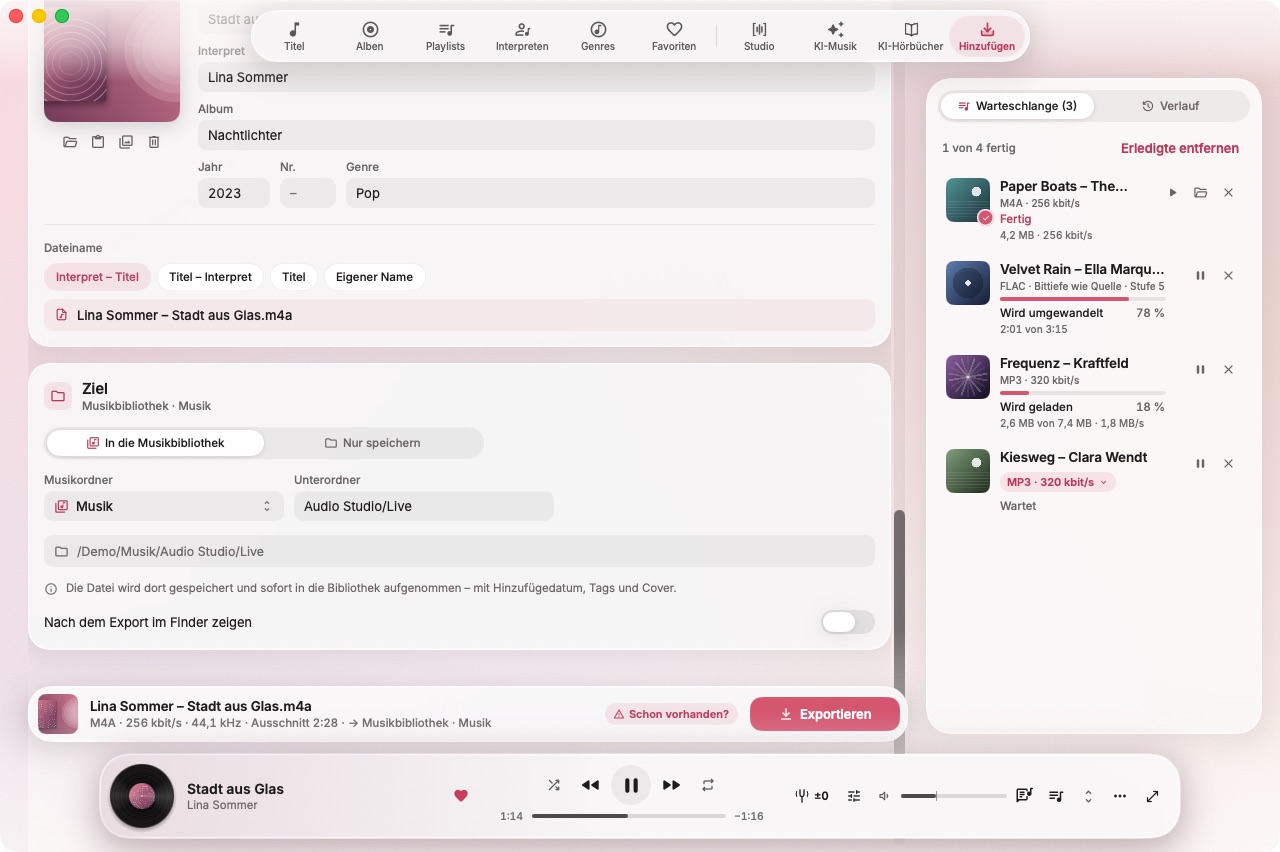 Titel
Alben
Playlists
Interpreten
Genres
Favoriten
Studio
KI-Musik
KI-Hörbücher
Hinzufügen
Stadt au
Interpret
Lina Sommer
Album
Nachtlichter
Jahr
Nr.
Genre
2023
–
Pop
Dateiname
Interpret – Titel
Titel – Interpret
Titel
Eigener Name
Lina Sommer – Stadt aus Glas.m4a
Ziel
Musikbibliothek · Musik
In die Musikbibliothek
Nur speichern
Musikordner
Unterordner
Musik
Audio Studio/Live
/Demo/Musik/Audio Studio/Live
Die Datei wird dort gespeichert und sofort in die Bibliothek aufgenommen – mit Hinzufügedatum, Tags und Cover.
Nach dem Export im Finder zeigen
Lina Sommer – Stadt aus Glas.m4a
M4A · 256 kbit/s · 44,1 kHz · Ausschnitt 2:28 · → Musikbibliothek · Musik
Schon vorhanden?
Exportieren
Warteschlange (3)
Verlauf
1 von 4 fertig
Erledigte entfernen
Paper Boats – The…
M4A · 256 kbit/s
Fertig
4,2 MB · 256 kbit/s
Velvet Rain – Ella Marqu…
FLAC · Bittiefe wie Quelle · Stufe 5
Wird umgewandelt 78 %
2:01 von 3:15
Frequenz – Kraftfeld
MP3 · 320 kbit/s
Wird geladen 18 %
2,6 MB von 7,4 MB · 1,8 MB/s
Kiesweg – Clara Wendt
MP3 · 320 kbit/s
Wartet
Stadt aus Glas
Lina Sommer
1:14
−1:16
±0